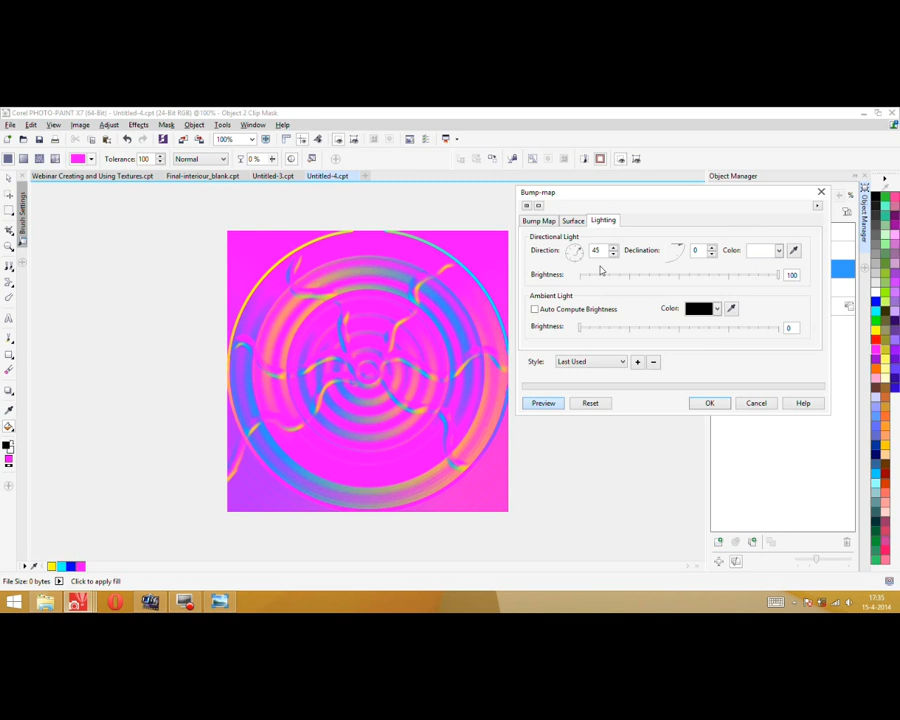 Corel PHOTO-PAINT X7 (64-Bit) - Untitled-4.cpt (24-Bit RGB) @100% - Object 2 Clip Mask
File Edit View Image Adjust Effects Mask Object Tools Window Help
100%
Tolerance: 100 Normal 0 %
Webinar Creating and Using Textures.cpt Final-interiour_blank.cpt Untitled-3.cpt Untitled-4.cpt
Object Manager
%
Brush Settings
Object Manager
Bump-map
Bump Map Surface Lighting
Directional Light
Direction: 45 Declination: 0 Color:
Brightness: 100
Ambient Light
Auto Compute Brightness Color:
Brightness: 0
Style: Last Used
Preview Reset OK Cancel Help
File Size: 0 bytes Click to apply fill
17:35
15-4-2014